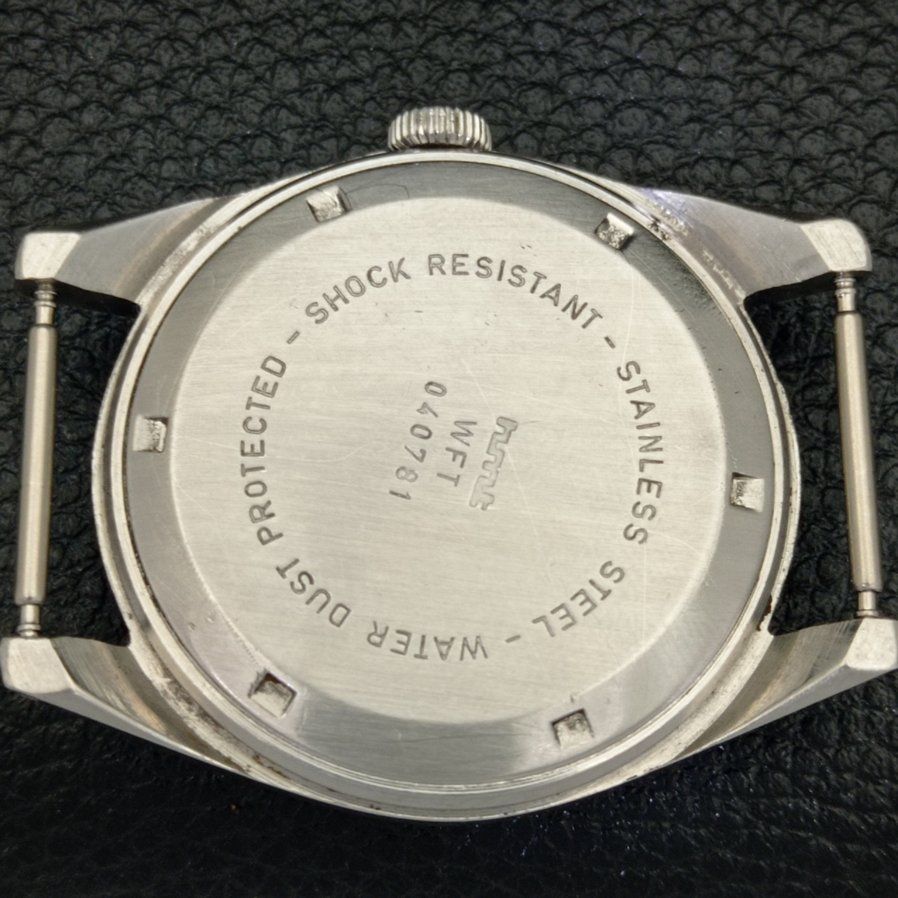 SHOCK RESISTANT - STAINLESS STEEL - WATER DUST PROTECTED -
hmt
WFT
040781